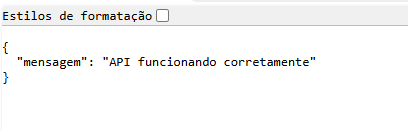 Estilos de formatação
{
  "mensagem": "API funcionando corretamente"
}